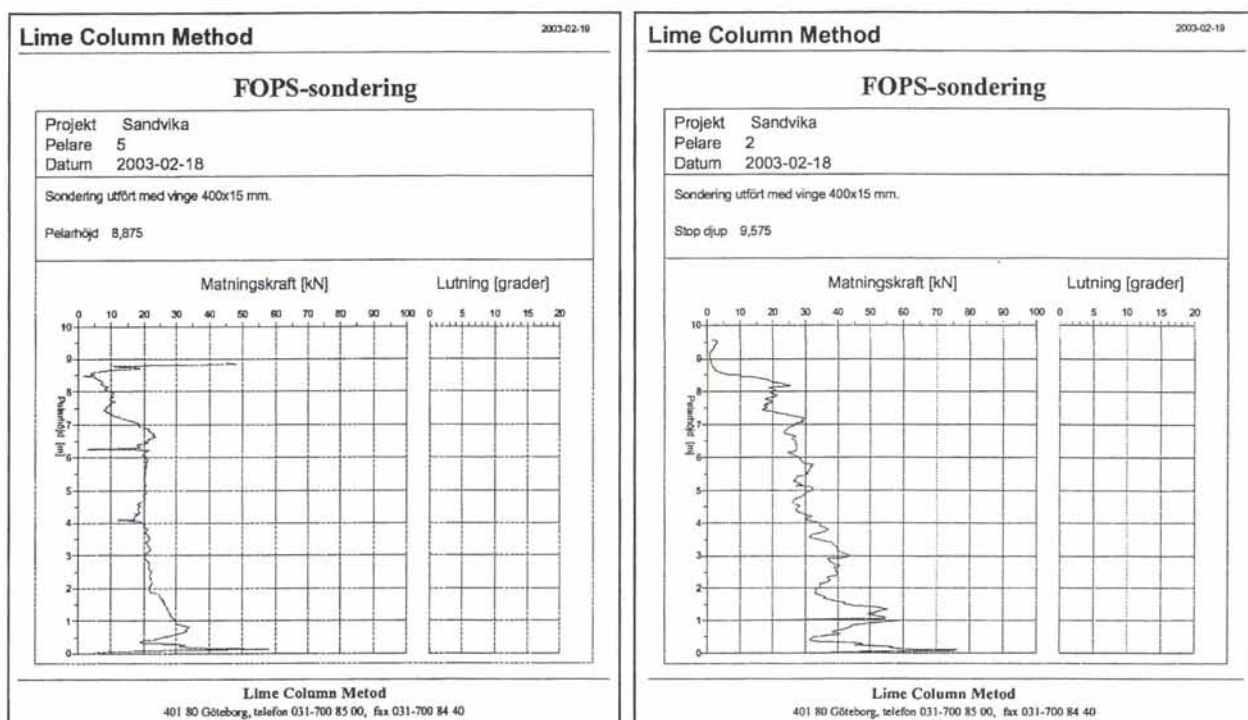 Lime Column Method
2003-02-19
FOPS-sondering
Projekt Sandvika
Pelare 5
Datum 2003-02-18
Sondering utfört med vinge 400x15 mm.
Pelarhöjd 8,875
Matningskraft [kN]
Lutning [grader]
0 10 20 30 40 50 60 70 80 90 100
0 5 10 15 20
10
9
8
7
6
5
4
3
2
1
0
Pelarhöjd [m]
Lime Column Metod
401 80 Göteborg, telefon 031-700 85 00, fax 031-700 84 40
Lime Column Method
2003-02-19
FOPS-sondering
Projekt Sandvika
Pelare 2
Datum 2003-02-18
Sondering utfört med vinge 400x15 mm.
Stop djup 9,575
Matningskraft [kN]
Lutning [grader]
0 10 20 30 40 50 60 70 80 90 100
0 5 10 15 20
10
9
8
7
6
5
4
3
2
1
0
Pelarhöjd [m]
Lime Column Metod
401 80 Göteborg, telefon 031-700 85 00, fax 031-700 84 40